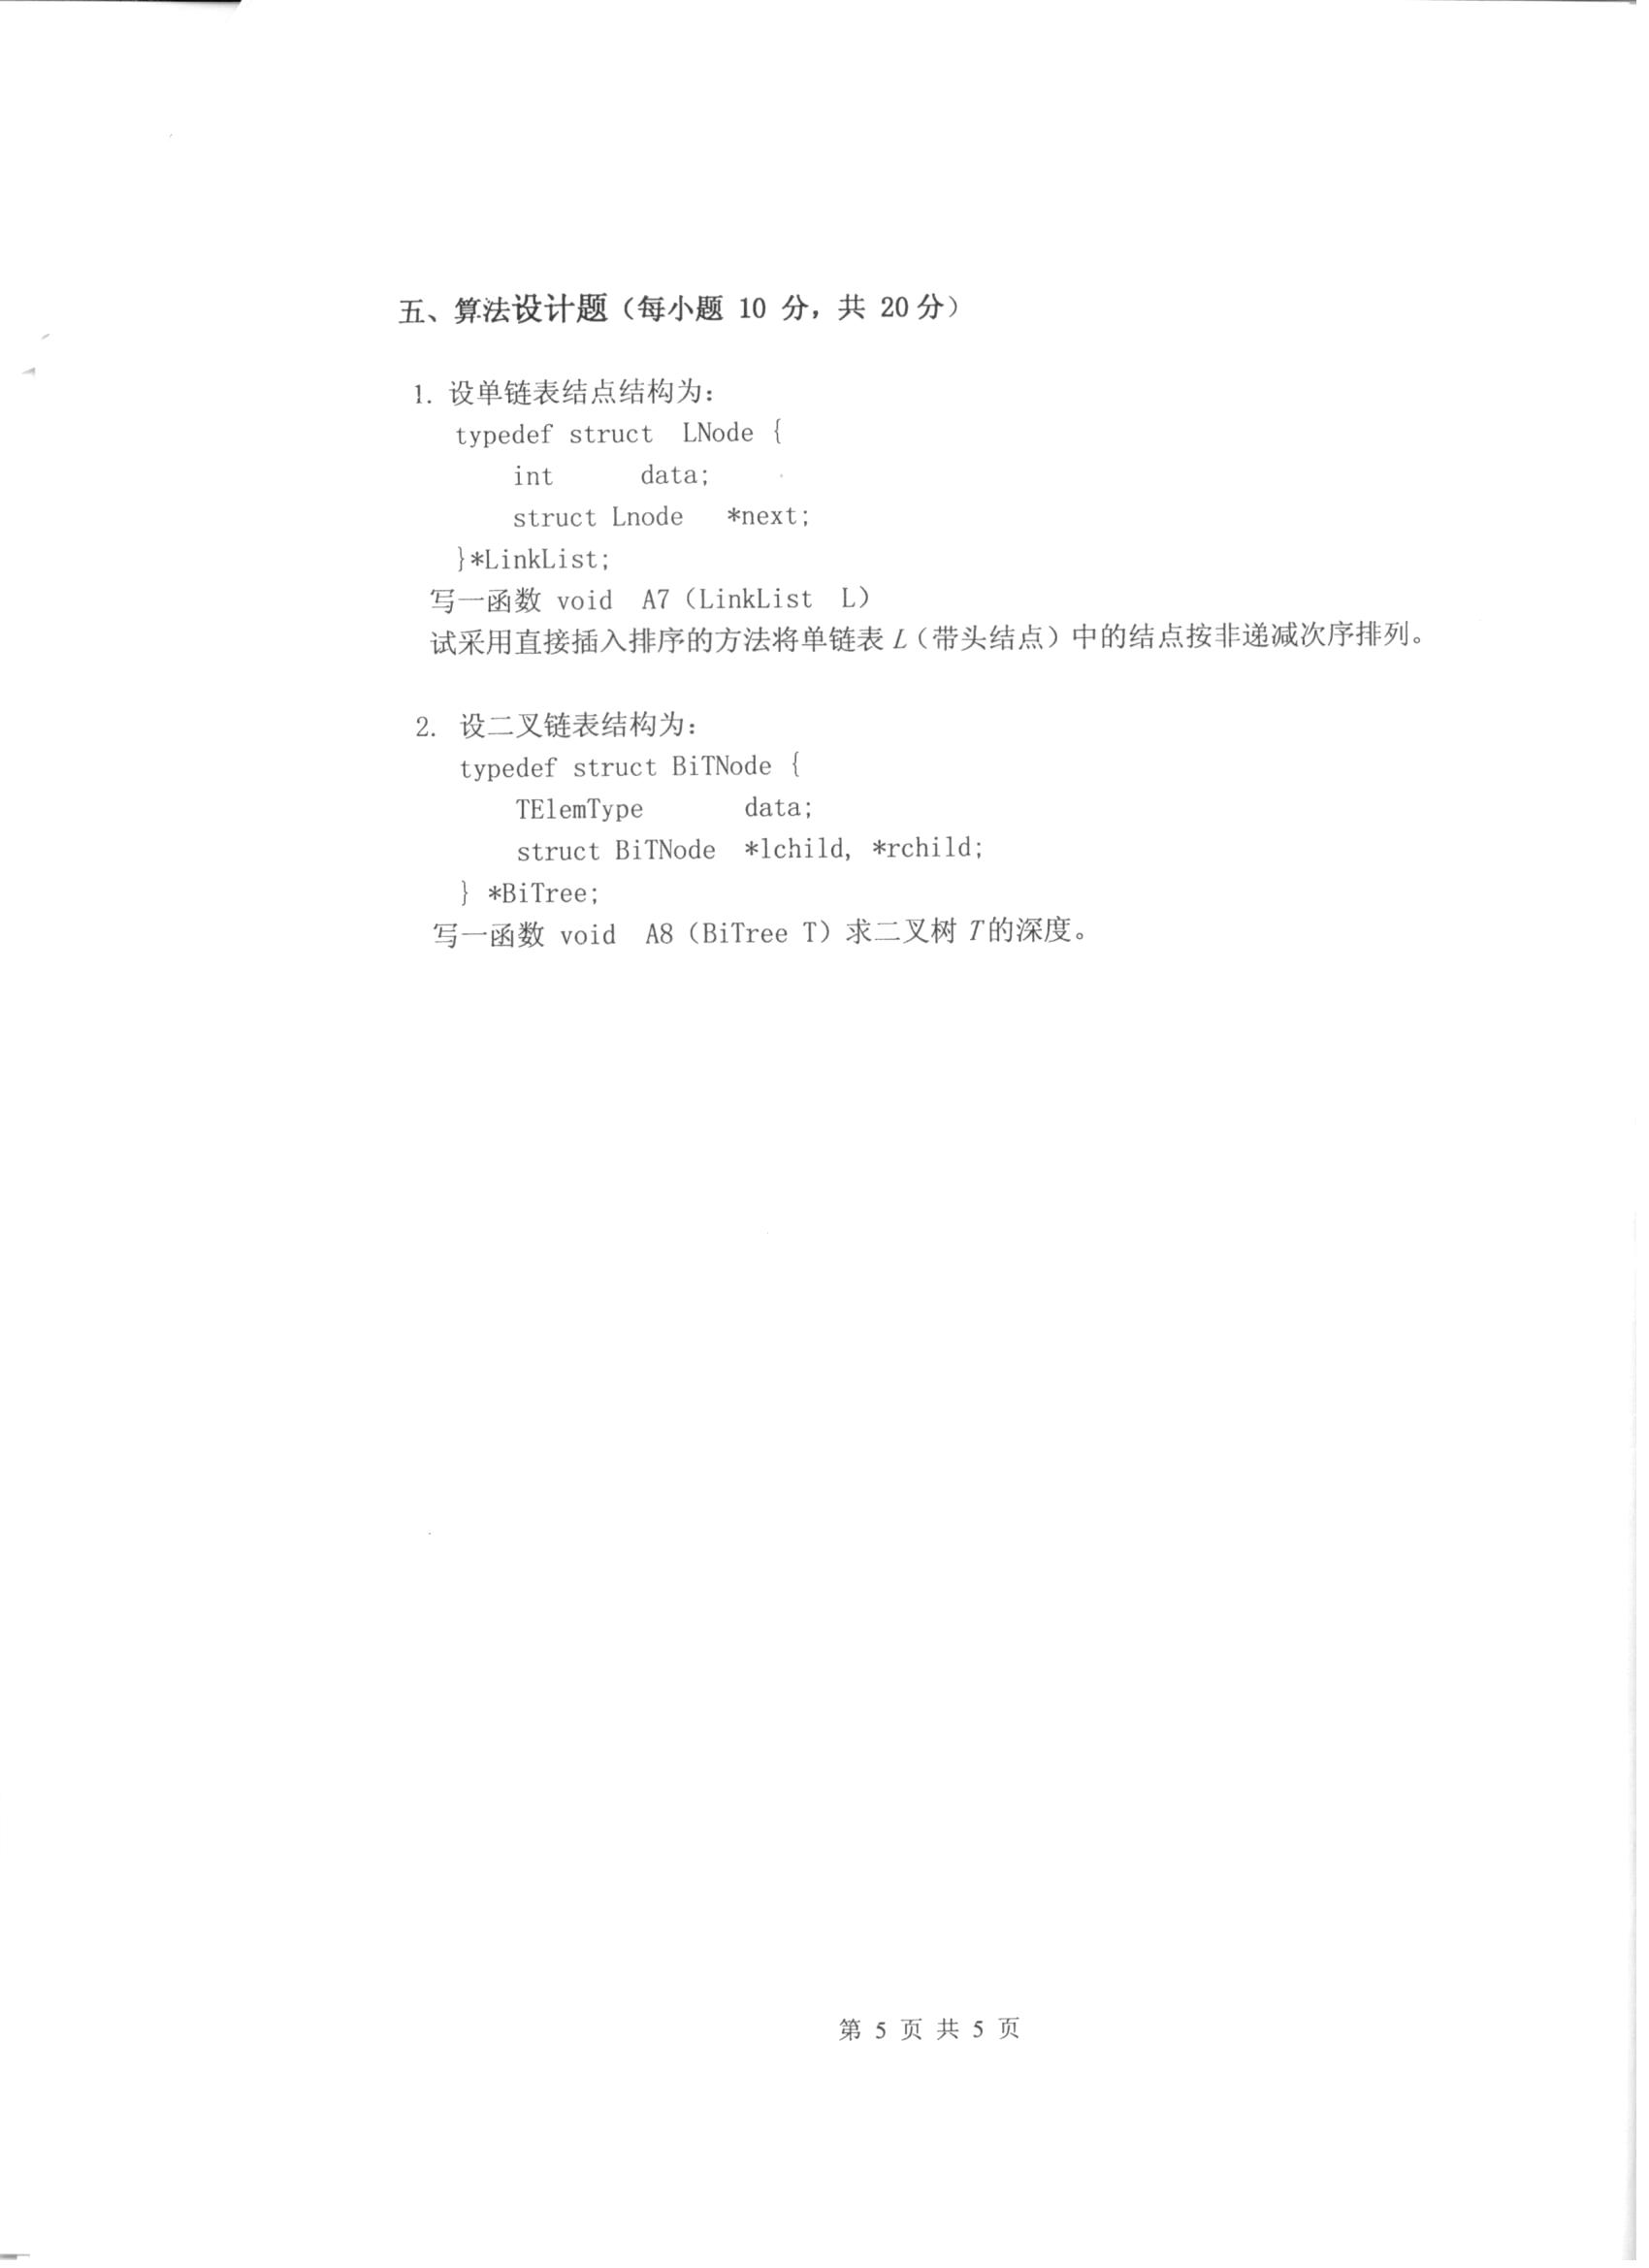 五、算法设计题（每小题 10 分，共 20分）
1. 设单链表结点结构为：
typedef struct LNode {
int data;
struct Lnode *next;
}*LinkList;
写一函数 void A7（LinkList L）
试采用直接插入排序的方法将单链表L（带头结点）中的结点按非递减次序排列。
2. 设二叉链表结构为：
typedef struct BiTNode {
TElemType data;
struct BiTNode *lchild, *rchild;
} *BiTree;
写一函数 void A8（BiTree T）求二叉树 T的深度。
第 5 页 共 5 页